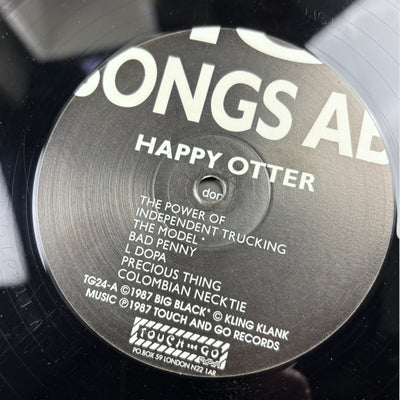 SONGS AB
HAPPY OTTER
don
THE POWER OF
INDEPENDENT TRUCKING
THE MODEL*
BAD PENNY
L DOPA
PRECIOUS THING
COLOMBIAN NECKTIE
TG24-A ©1987 BIG BLACK* © KLING KLANK
MUSIC ℗1987 TOUCH AND GO RECORDS
TOUCH and GO
PO.BOX 59 LONDON N22 1AR